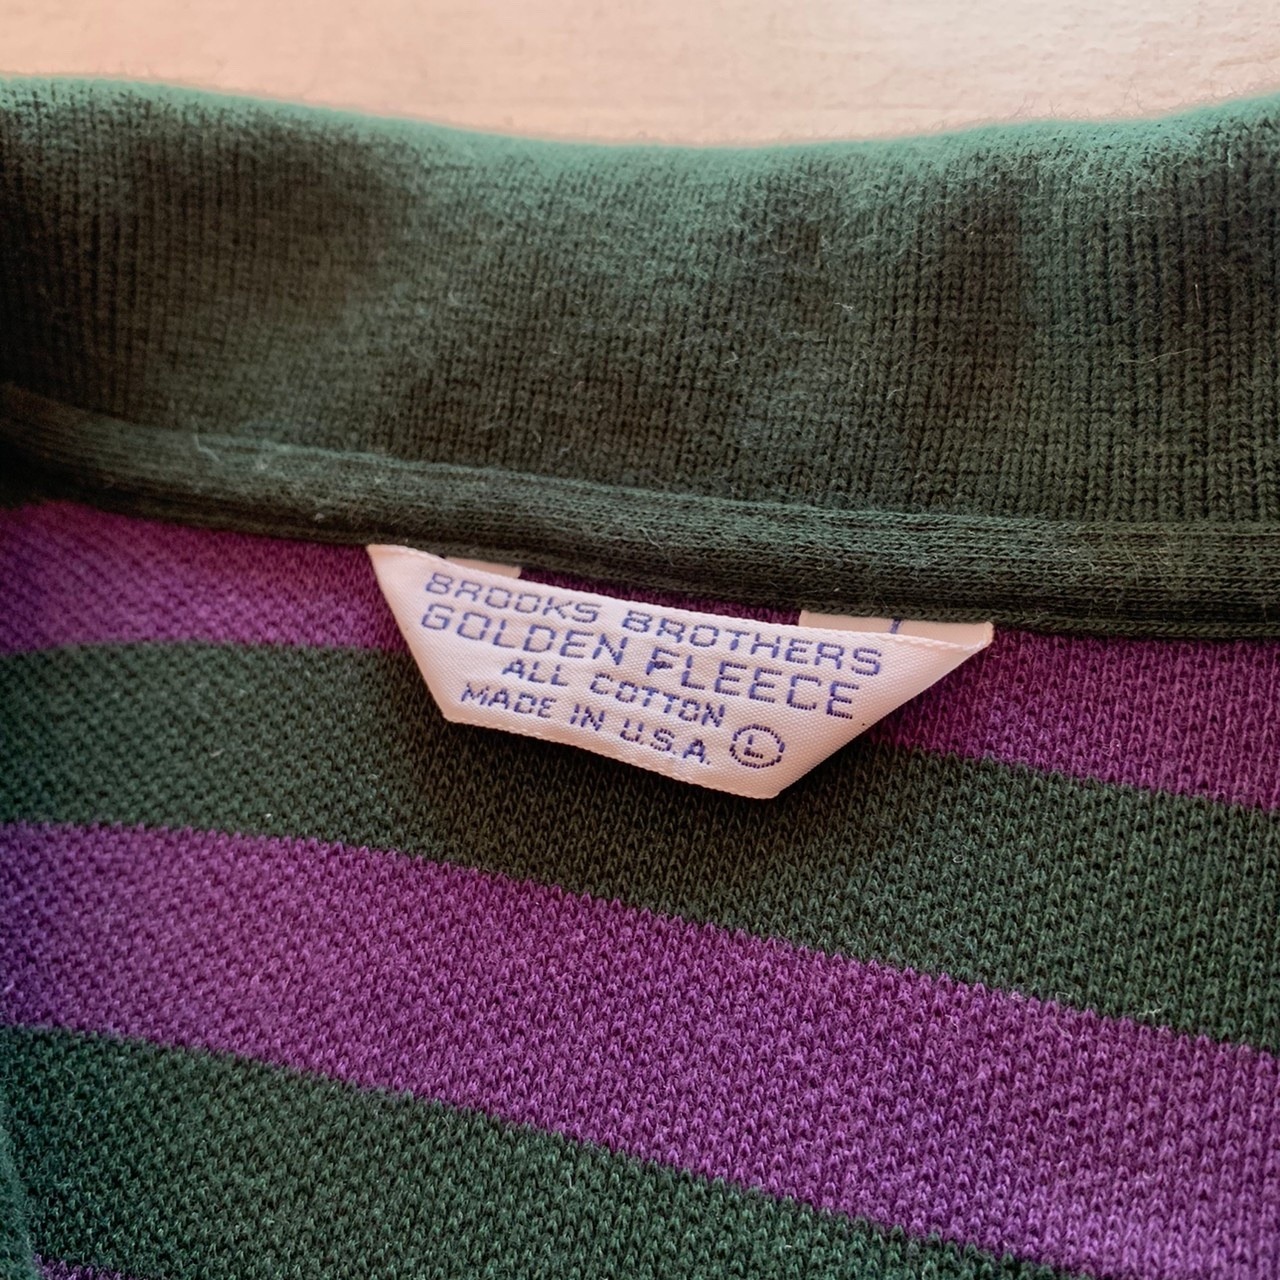 BROOKS BROTHERS
GOLDEN FLEECE
ALL COTTON
MADE IN U.S.A. L